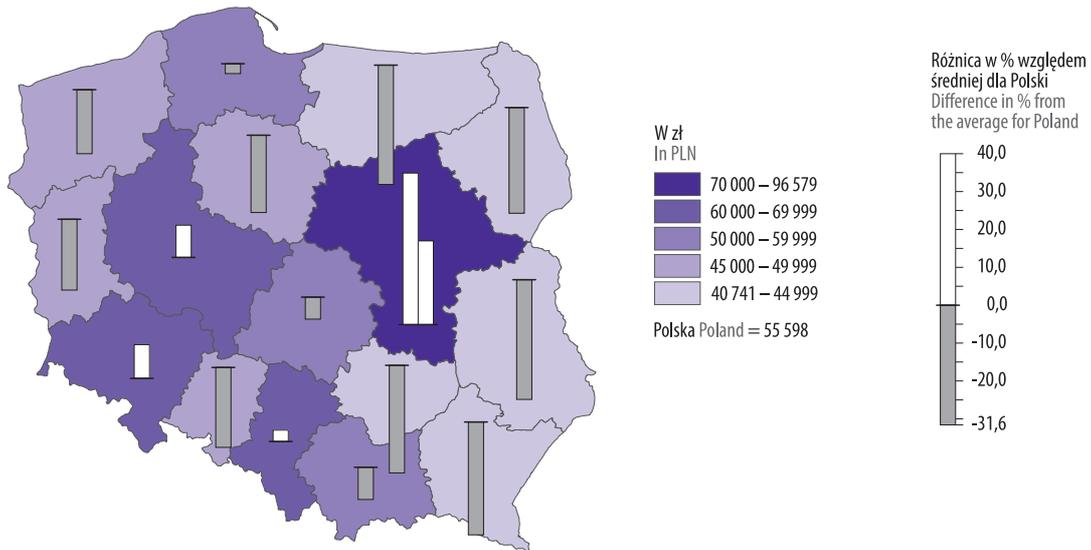 W zł
In PLN
70 000 – 96 579
60 000 – 69 999
50 000 – 59 999
45 000 – 49 999
40 741 – 44 999
Polska Poland = 55 598
Różnica w % względem
średniej dla Polski
Difference in % from
the average for Poland
40,0
30,0
20,0
10,0
0,0
-10,0
-20,0
-31,6